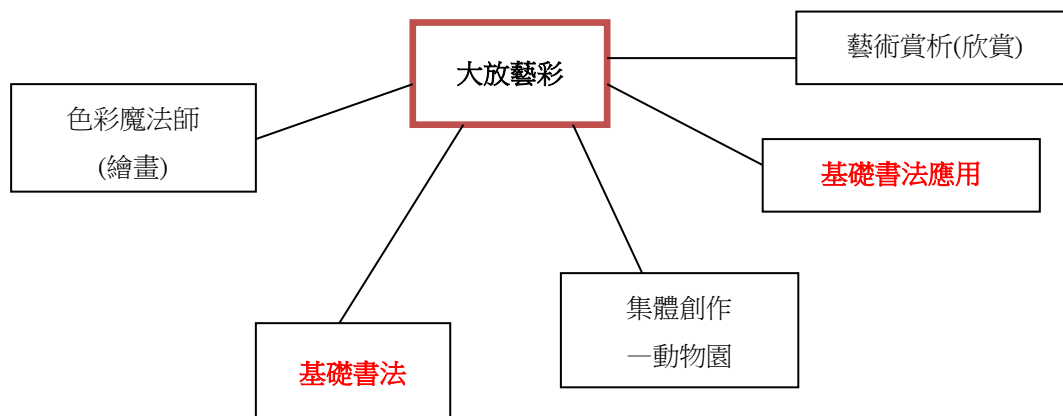 大放藝彩
藝術賞析(欣賞)
色彩魔法師
(繪畫)
基礎書法應用
集體創作
—動物園
基礎書法